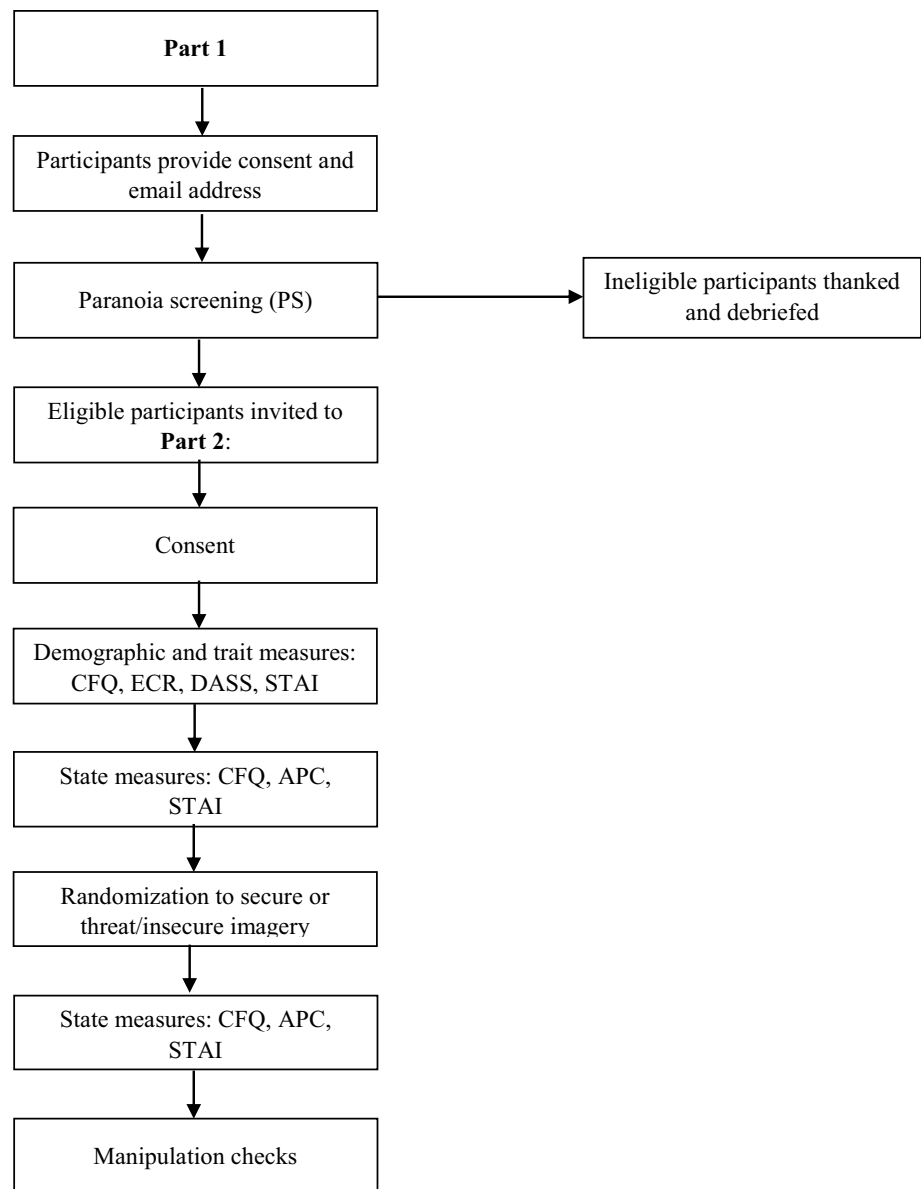 Part 1
Participants provide consent and
email address
Paranoia screening (PS)
Ineligible participants thanked
and debriefed
Eligible participants invited to
Part 2:
Consent
Demographic and trait measures:
CFQ, ECR, DASS, STAI
State measures: CFQ, APC,
STAI
Randomization to secure or
threat/insecure imagery
State measures: CFQ, APC,
STAI
Manipulation checks